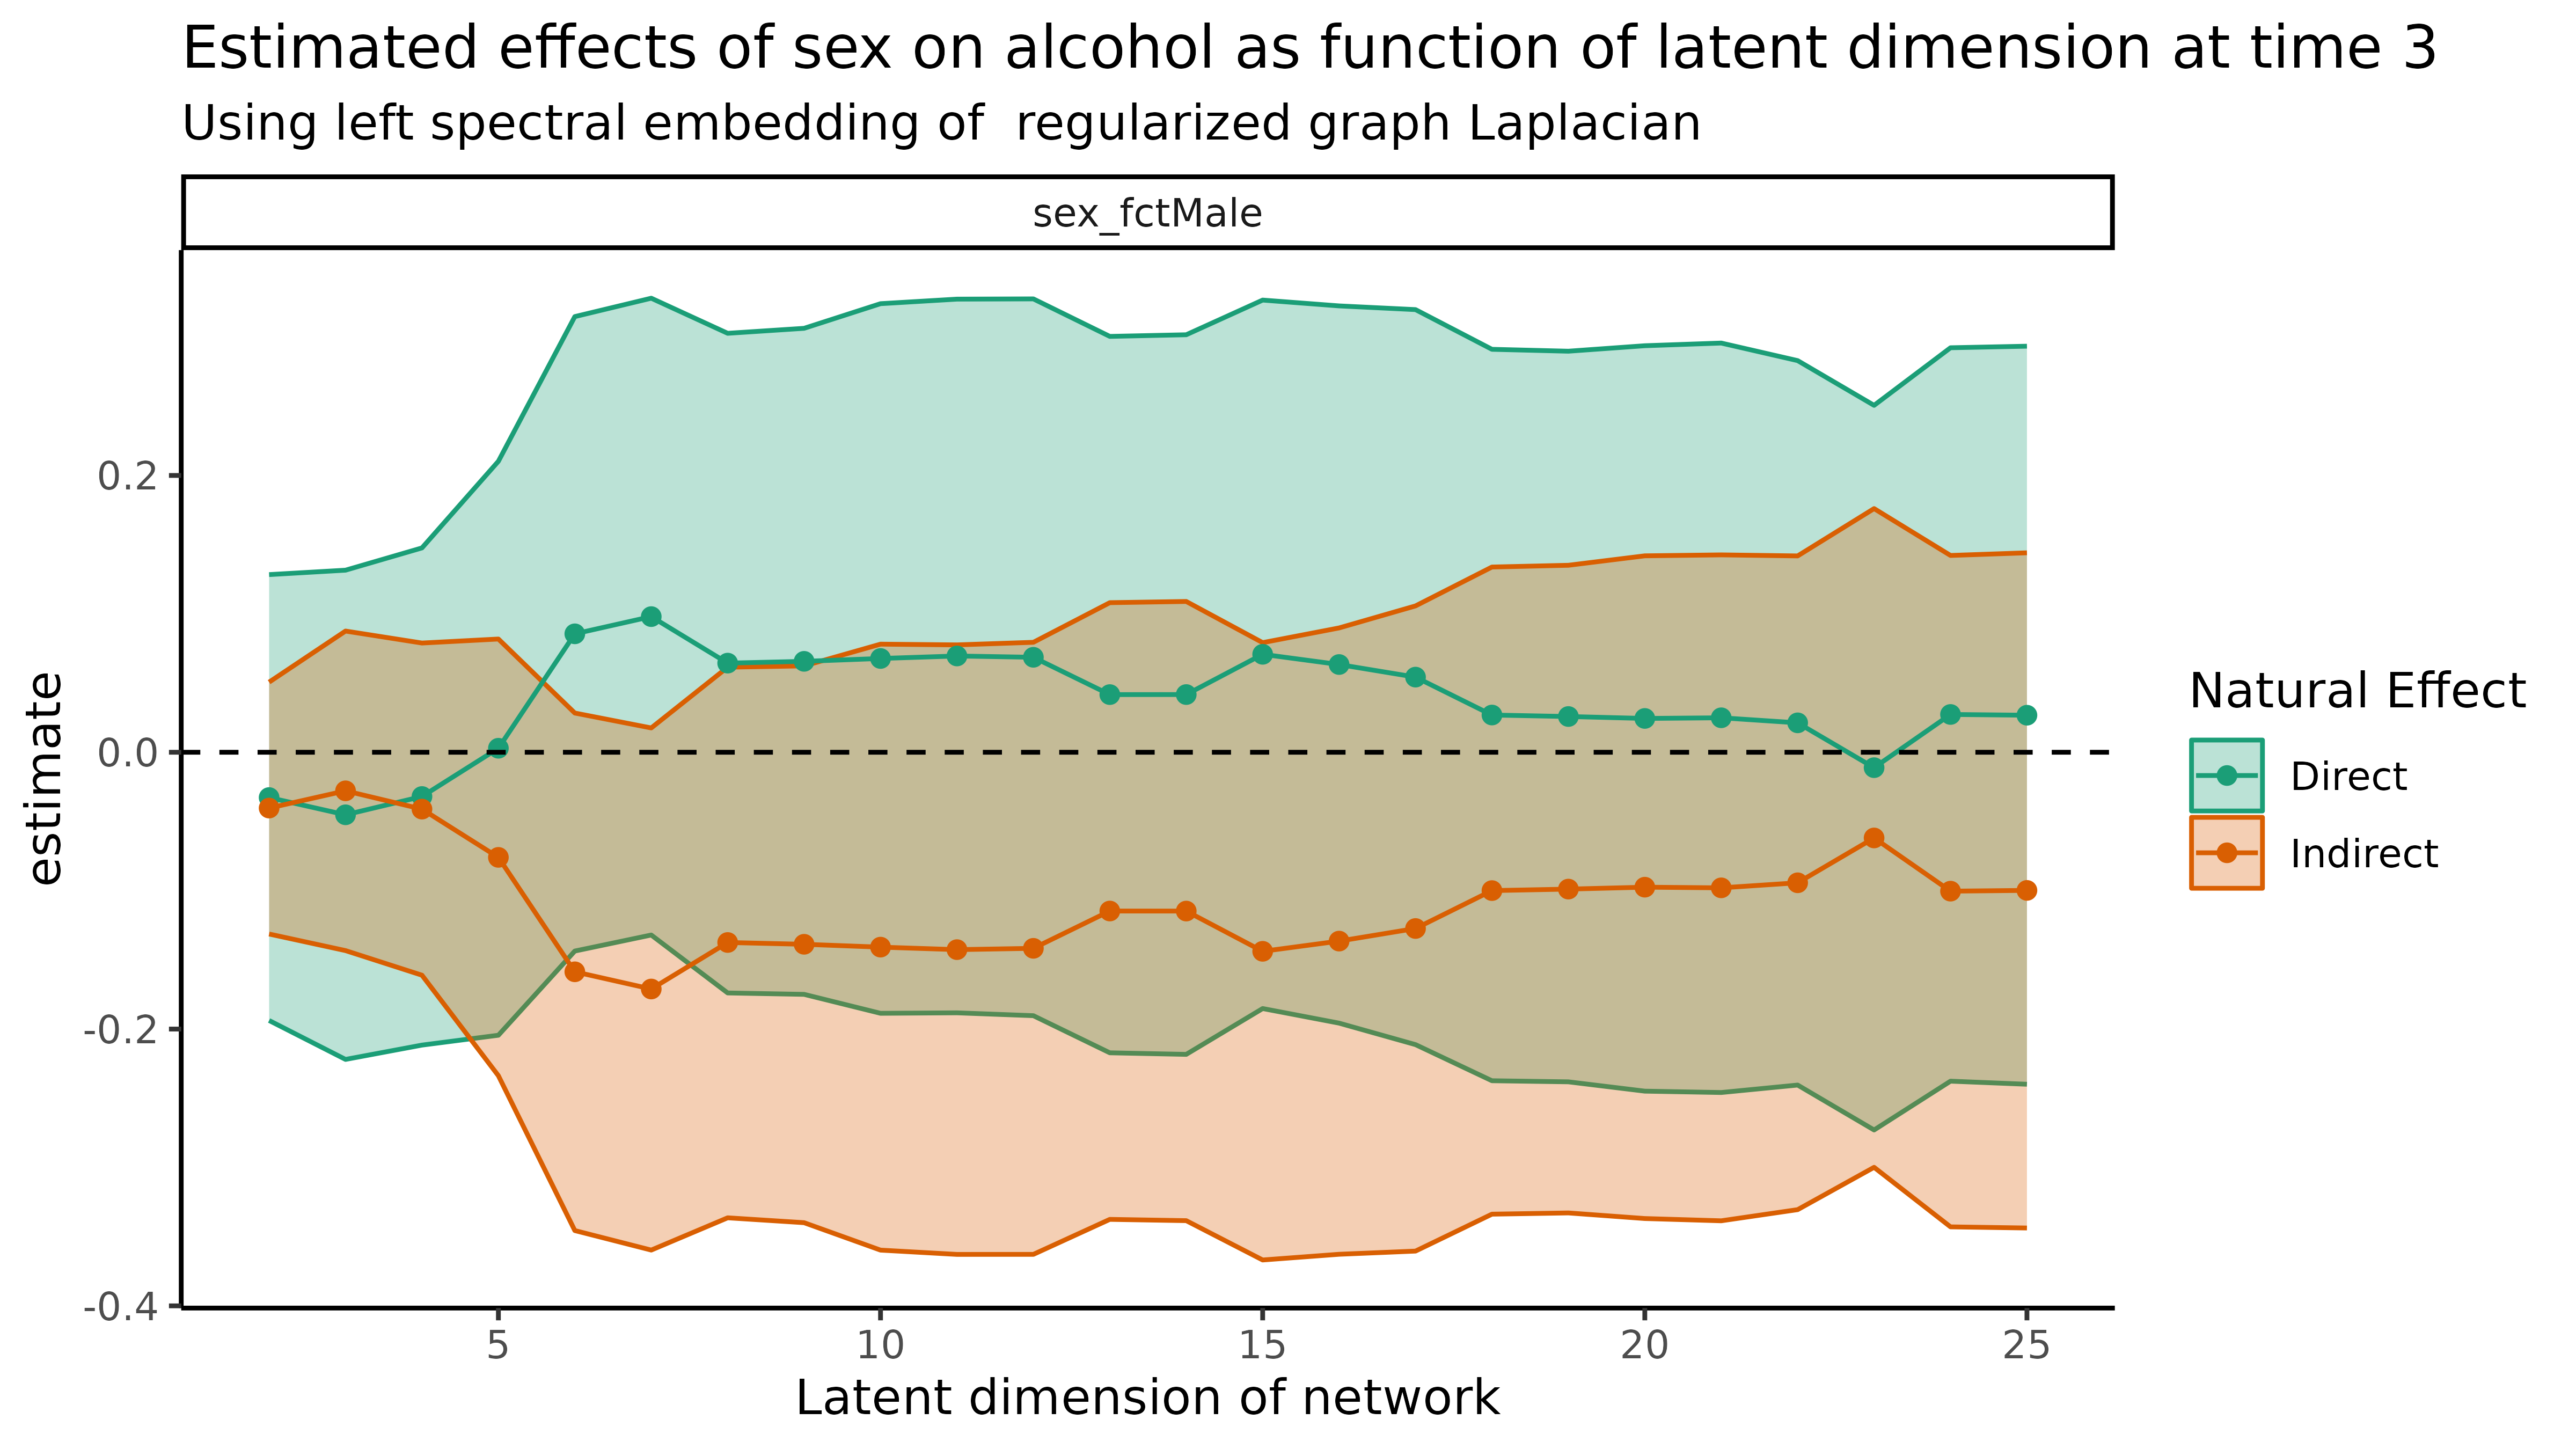 Estimated effects of sex on alcohol as function of latent dimension at time 3
Using left spectral embedding of  regularized graph Laplacian
sex_fctMale
0.2
0.0
-0.2
-0.4
estimate
5
10
15
20
25
Latent dimension of network
Natural Effect
Direct
Indirect